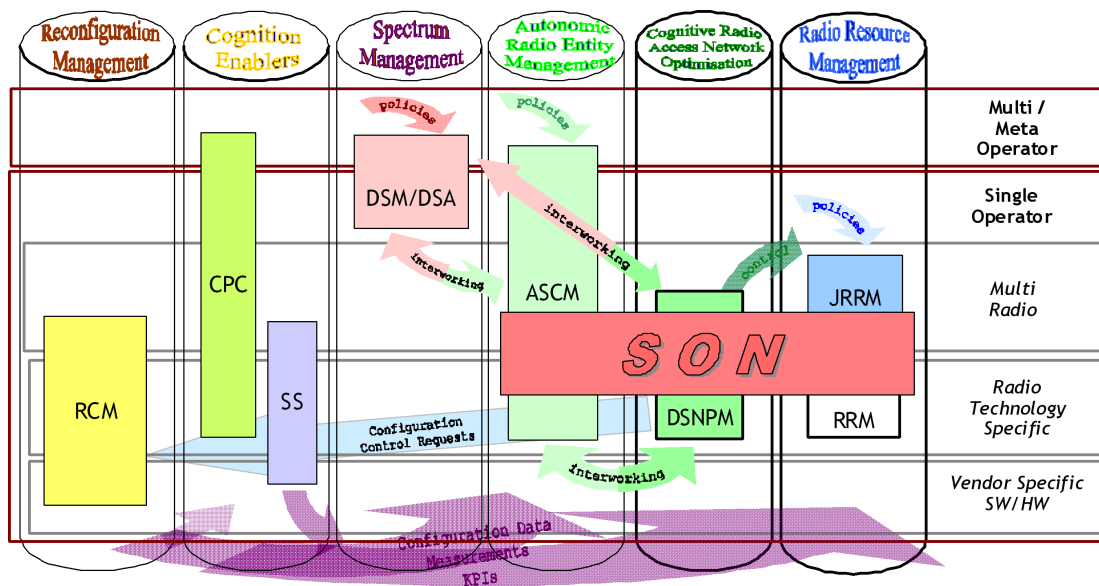 Reconfiguration
Management
Cognition
Enablers
Spectrum
Management
Autonomic
Radio Entity
Management
Cognitive Radio
Access Network
Optimisation
Radio Resource
Management
policies
policies
Multi /
Meta
Operator
DSM/DSA
Single
Operator
policies
interworking
interworking
control
CPC
ASCM
JRRM
Multi
Radio
SON
RCM
SS
DSNPM
RRM
Radio
Technology
Specific
Configuration
Control Requests
interworking
Vendor Specific
SW/HW
Configuration Data
Measurements
KPIs